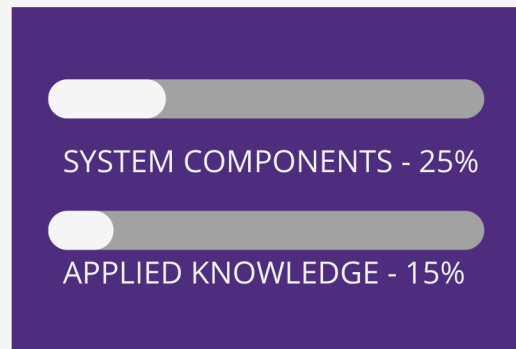 SYSTEM COMPONENTS - 25%
APPLIED KNOWLEDGE - 15%